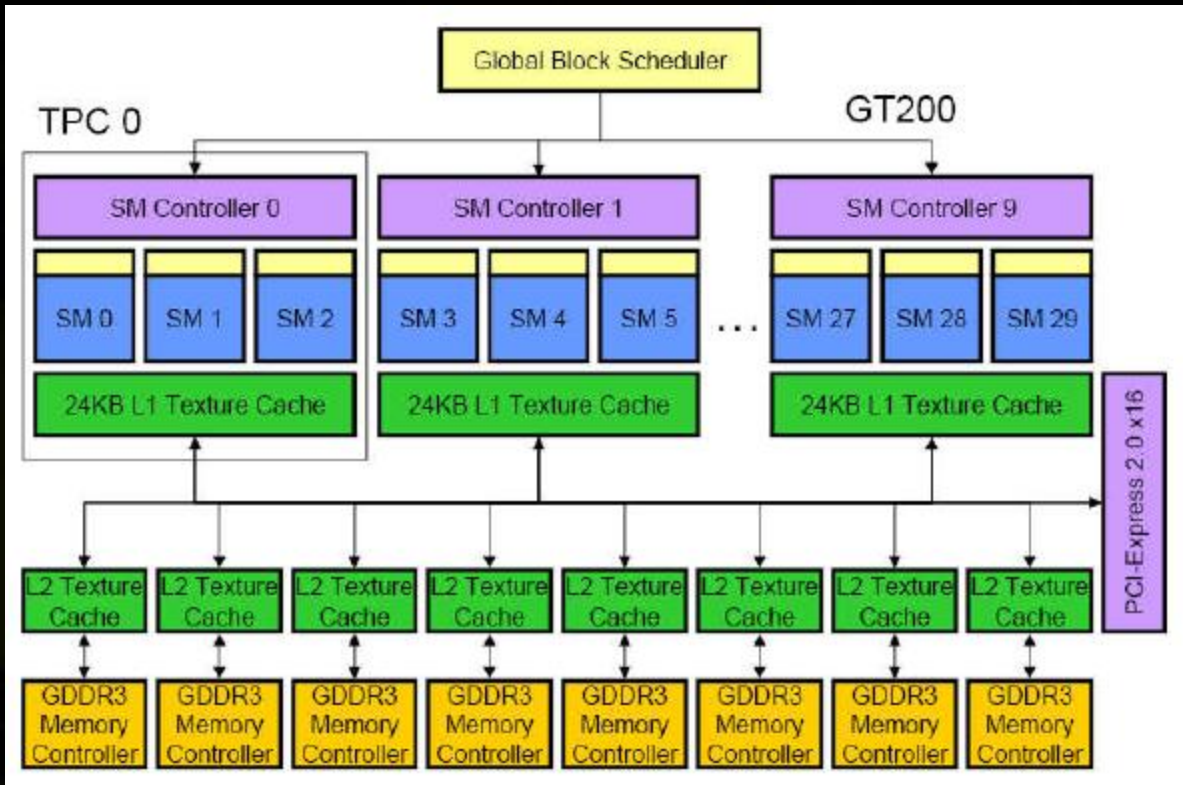 Global Block Scheduler
TPC 0
GT200
SM Controller 0
SM Controller 1
SM Controller 9
SM 0
SM 1
SM 2
SM 3
SM 4
SM 5
...
SM 27
SM 28
SM 29
24KB L1 Texture Cache
24KB L1 Texture Cache
24KB L1 Texture Cache
PCI-Express 2.0 x16
L2 Texture
Cache
L2 Texture
Cache
L2 Texture
Cache
L2 Texture
Cache
L2 Texture
Cache
L2 Texture
Cache
L2 Texture
Cache
L2 Texture
Cache
GDDR3
Memory
Controller
GDDR3
Memory
Controller
GDDR3
Memory
Controller
GDDR3
Memory
Controller
GDDR3
Memory
Controller
GDDR3
Memory
Controller
GDDR3
Memory
Controller
GDDR3
Memory
Controller